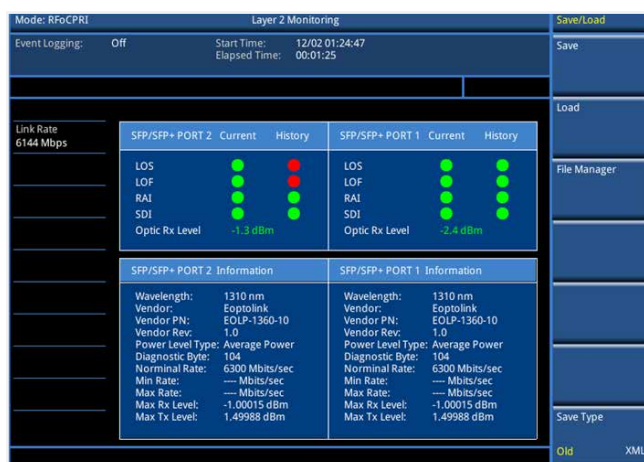 Mode: RFoCPRI Layer 2 Monitoring Save/Load
Event Logging: Off Start Time: 12/02 01:24:47 Save
Elapsed Time: 00:01:25
Load
Link Rate
6144 Mbps
SFP/SFP+ PORT 2 Current History SFP/SFP+ PORT 1 Current History
LOS LOS
LOF LOF
RAI RAI
SDI SDI
Optic Rx Level -1.3 dBm Optic Rx Level -2.4 dBm
File Manager
SFP/SFP+ PORT 2 Information SFP/SFP+ PORT 1 Information
Wavelength: 1310 nm Wavelength: 1310 nm
Vendor: Eoptolink Vendor: Eoptolink
Vendor PN: EOLP-1360-10 Vendor PN: EOLP-1360-10
Vendor Rev: 1.0 Vendor Rev: 1.0
Power Level Type: Average Power Power Level Type: Average Power
Diagnostic Byte: 104 Diagnostic Byte: 104
Norminal Rate: 6300 Mbits/sec Norminal Rate: 6300 Mbits/sec
Min Rate: ---- Mbits/sec Min Rate: ---- Mbits/sec
Max Rate: ---- Mbits/sec Max Rate: ---- Mbits/sec
Max Rx Level: -1.00015 dBm Max Rx Level: -1.00015 dBm
Max Tx Level: 1.49988 dBm Max Tx Level: 1.49988 dBm
Save Type
Old XML